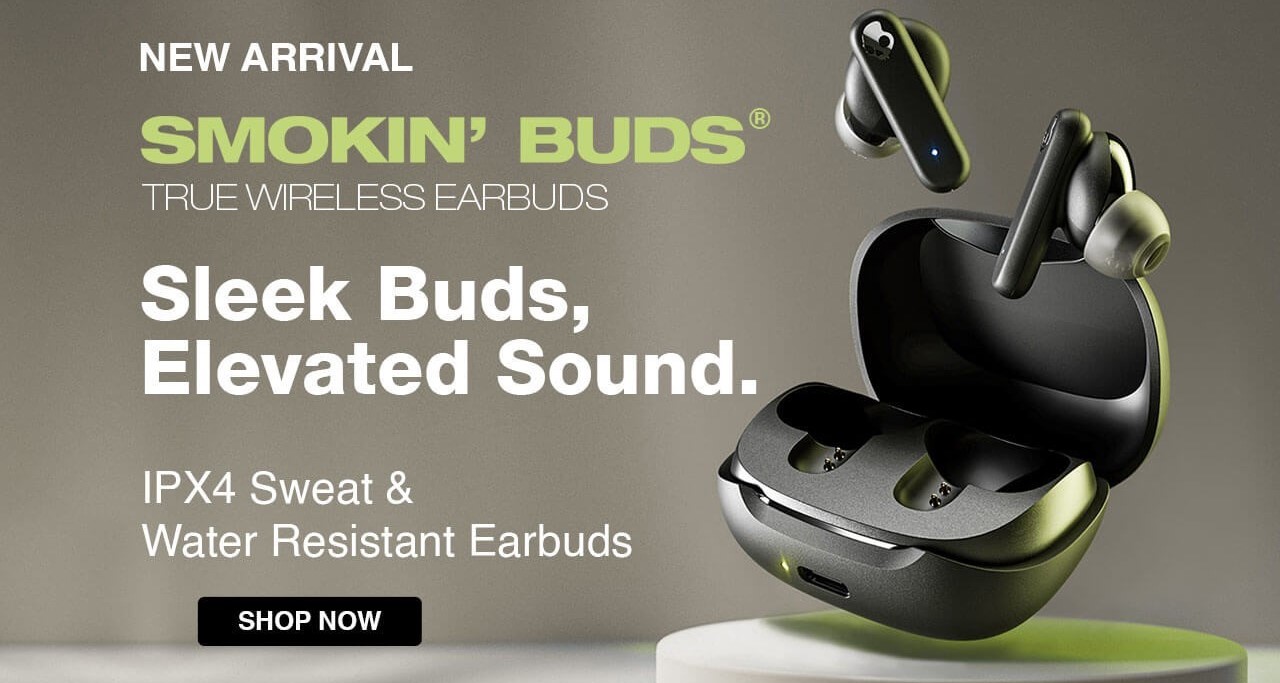 NEW ARRIVAL
SMOKIN’ BUDS®
TRUE WIRELESS EARBUDS
Sleek Buds,
Elevated Sound.
IPX4 Sweat &
Water Resistant Earbuds
SHOP NOW